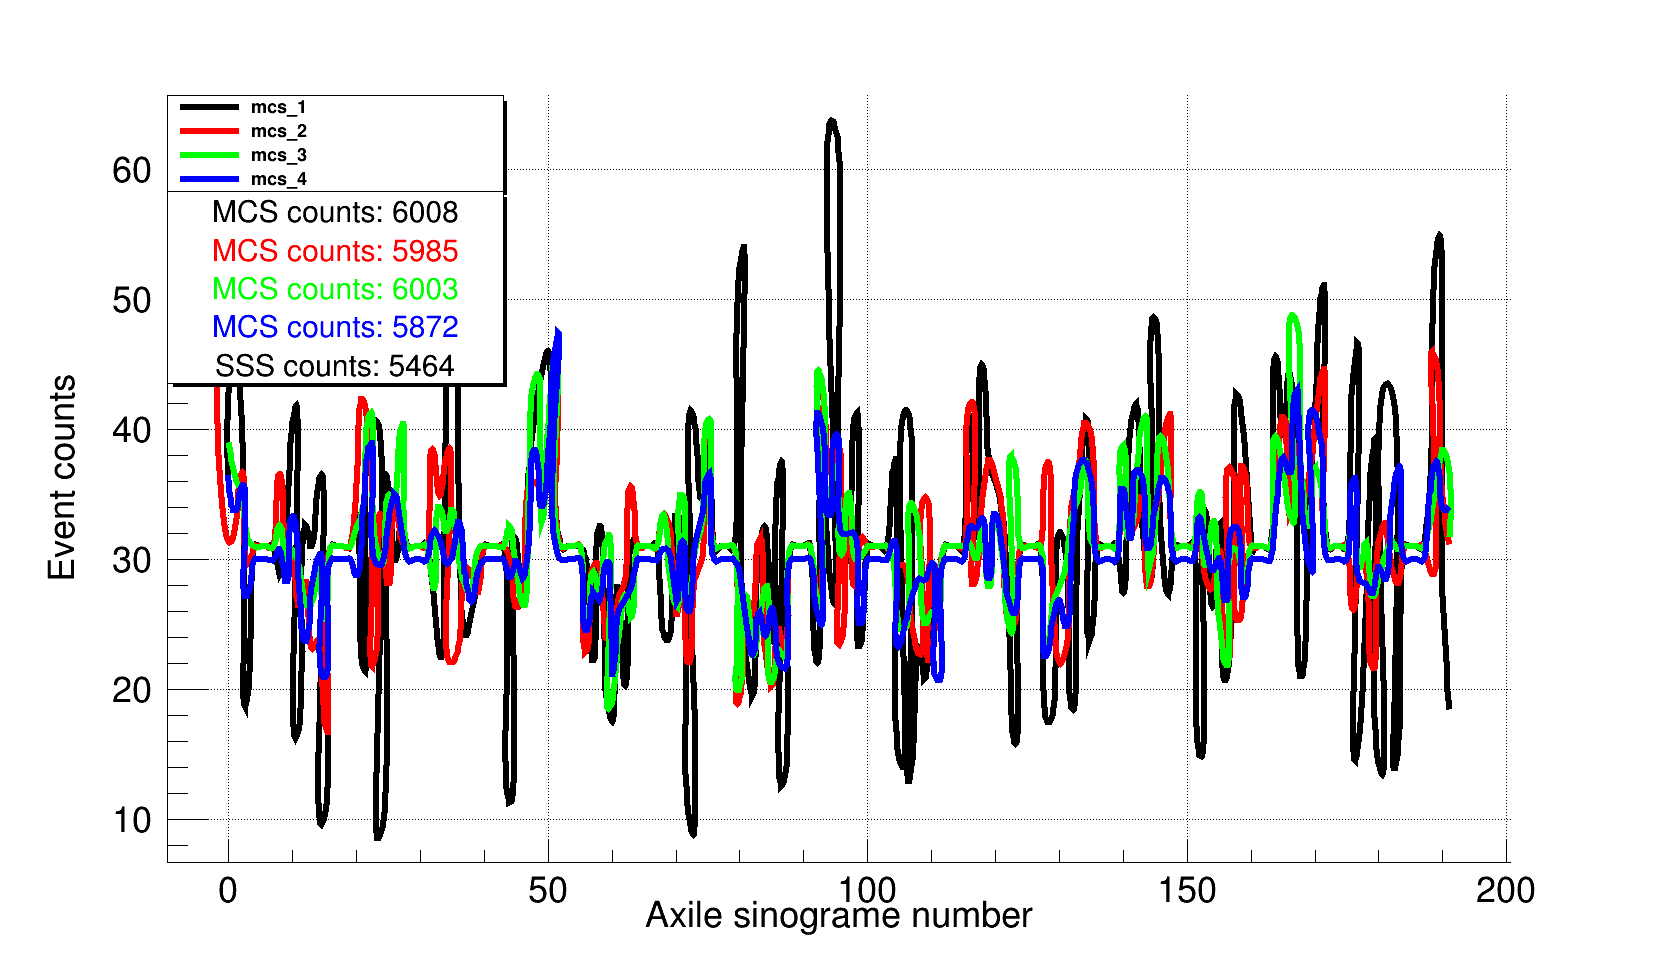 mcs_1
mcs_2
mcs_3
mcs_4
MCS counts: 6008
MCS counts: 5985
MCS counts: 6003
MCS counts: 5872
SSS counts: 5464
Event counts
60
50
40
30
20
10
0 50 100 150 200
Axile sinograme number